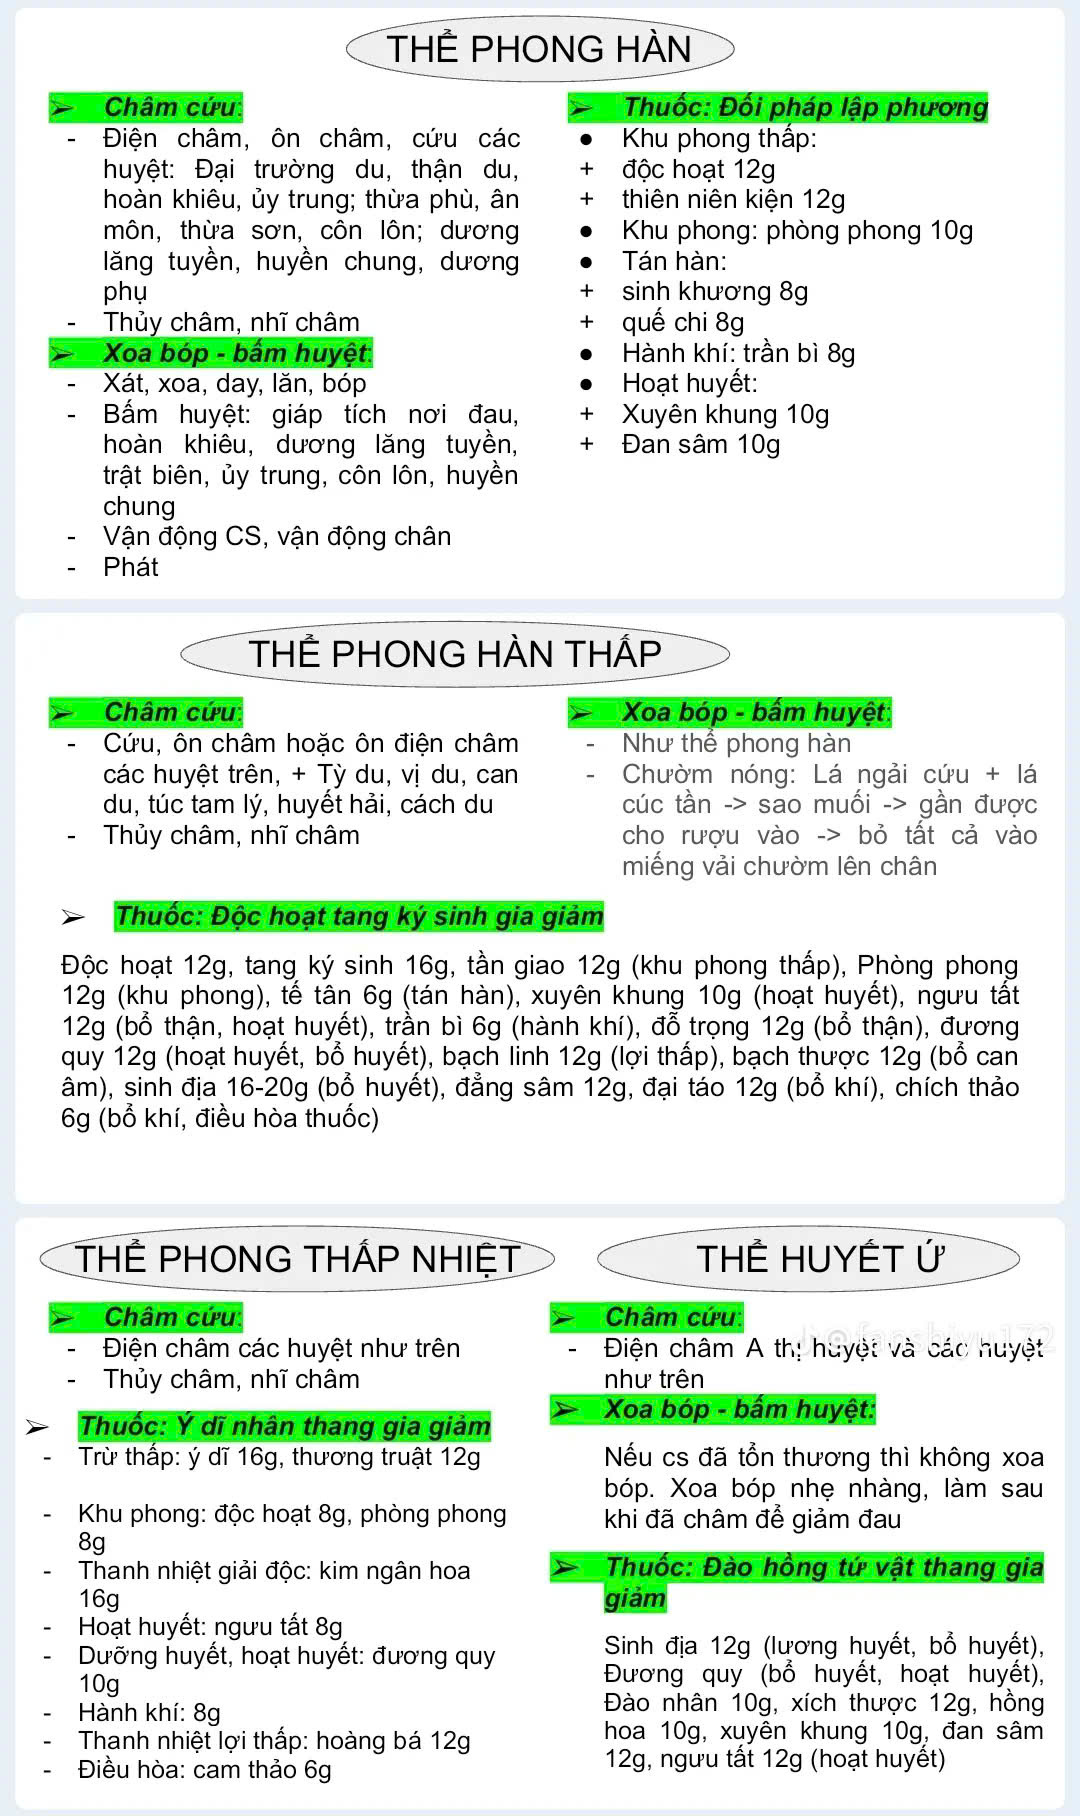 THỂ PHONG HÀN
➢ Châm cứu:
- Điện châm, ôn châm, cứu các
huyệt: Đại trường du, thận du,
hoàn khiêu, ủy trung; thừa phù, ân
môn, thừa sơn, côn lôn; dương
lăng tuyền, huyền chung, dương
phụ
- Thủy châm, nhĩ châm
➢ Xoa bóp - bấm huyệt:
- Xát, xoa, day, lăn, bóp
- Bấm huyệt: giáp tích nơi đau,
hoàn khiêu, dương lăng tuyền,
trật biên, ủy trung, côn lôn, huyền
chung
- Vận động CS, vận động chân
- Phát
➢ Thuốc: Đối pháp lập phương
● Khu phong thấp:
+ độc hoạt 12g
+ thiên niên kiện 12g
● Khu phong: phòng phong 10g
● Tán hàn:
+ sinh khương 8g
+ quế chi 8g
● Hành khí: trần bì 8g
● Hoạt huyết:
+ Xuyên khung 10g
+ Đan sâm 10g
THỂ PHONG HÀN THẤP
➢ Châm cứu:
- Cứu, ôn châm hoặc ôn điện châm
các huyệt trên, + Tỳ du, vị du, can
du, túc tam lý, huyết hải, cách du
- Thủy châm, nhĩ châm
➢ Xoa bóp - bấm huyệt:
- Như thể phong hàn
- Chườm nóng: Lá ngải cứu + lá
cúc tần -> sao muối -> gần được
cho rượu vào -> bỏ tất cả vào
miếng vải chườm lên chân
➢ Thuốc: Độc hoạt tang ký sinh gia giảm
Độc hoạt 12g, tang ký sinh 16g, tần giao 12g (khu phong thấp), Phòng phong
12g (khu phong), tế tân 6g (tán hàn), xuyên khung 10g (hoạt huyết), ngưu tất
12g (bổ thận, hoạt huyết), trần bì 6g (hành khí), đỗ trọng 12g (bổ thận), đương
quy 12g (hoạt huyết, bổ huyết), bạch linh 12g (lợi thấp), bạch thược 12g (bổ can
âm), sinh địa 16-20g (bổ huyết), đẳng sâm 12g, đại táo 12g (bổ khí), chích thảo
6g (bổ khí, điều hòa thuốc)
THỂ PHONG THẤP NHIỆT
➢ Châm cứu:
- Điện châm các huyệt như trên
- Thủy châm, nhĩ châm
➢ Thuốc: Ý dĩ nhân thang gia giảm
- Trừ thấp: ý dĩ 16g, thương truật 12g
- Khu phong: độc hoạt 8g, phòng phong
8g
- Thanh nhiệt giải độc: kim ngân hoa
16g
- Hoạt huyết: ngưu tất 8g
- Dưỡng huyết, hoạt huyết: đương quy
10g
- Hành khí: 8g
- Thanh nhiệt lợi thấp: hoàng bá 12g
- Điều hòa: cam thảo 6g
THỂ HUYẾT Ứ
➢ Châm cứu:
@fanshiyu172
- Điện châm A thị huyệt và các huyệt
như trên
➢ Xoa bóp - bấm huyệt:
Nếu cs đã tổn thương thì không xoa
bóp. Xoa bóp nhẹ nhàng, làm sau
khi đã châm để giảm đau
➢ Thuốc: Đào hồng tứ vật thang gia
giảm
Sinh địa 12g (lương huyết, bổ huyết),
Đương quy (bổ huyết, hoạt huyết),
Đào nhân 10g, xích thược 12g, hồng
hoa 10g, xuyên khung 10g, đan sâm
12g, ngưu tất 12g (hoạt huyết)